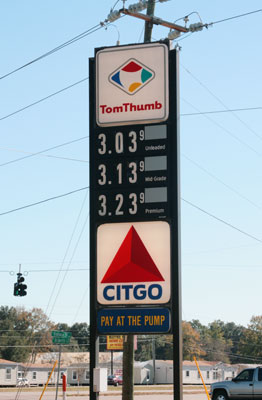 TomThumb
3.03 9
Unleaded
3.13 9
Mid Grade
3.23 9
Premium
CITGO
PAY AT THE PUMP